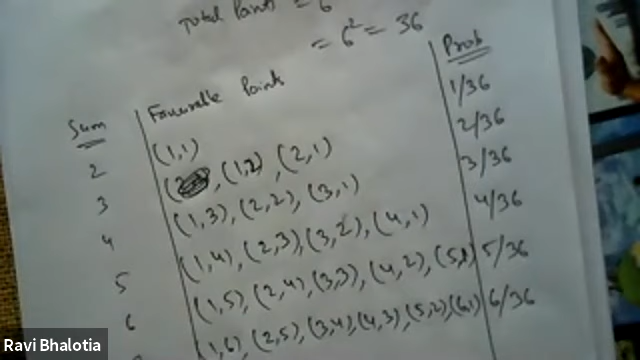 Total Points = 6
= 6² = 36
Sum Favourable Points Prob
2 (1,1) 1/36
3 (1,2), (2,1) 2/36
4 (1,3), (2,2), (3,1) 3/36
5 (1,4), (2,3), (3,2), (4,1) 4/36
6 (1,5), (2,4), (3,3), (4,2), (5,1) 5/36
(1,6), (2,5), (3,4), (4,3), (5,2), (6,1) 6/36
Ravi Bhalotia